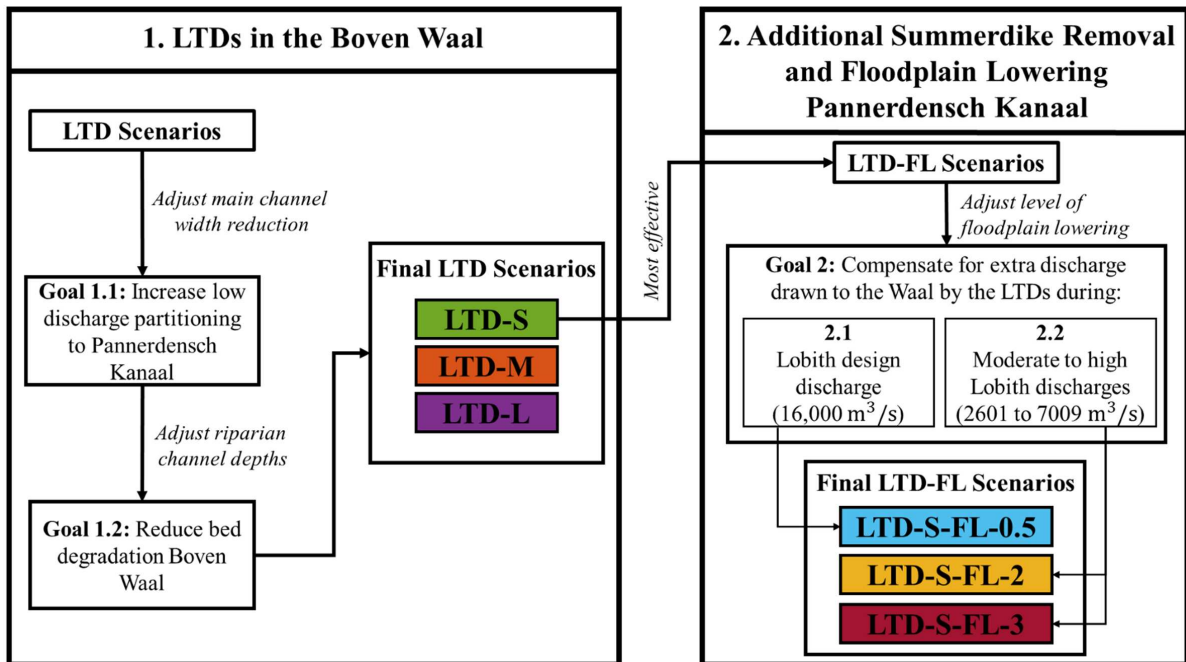 1. LTDs in the Boven Waal
LTD Scenarios
Adjust main channel
width reduction
Goal 1.1: Increase low
discharge partitioning
to Pannerdensch
Kanaal
Adjust riparian
channel depths
Goal 1.2: Reduce bed
degradation Boven
Waal
Final LTD Scenarios
LTD-S
LTD-M
LTD-L
Most effective
2. Additional Summerdike Removal
and Floodplain Lowering
Pannerdensch Kanaal
LTD-FL Scenarios
Adjust level of
floodplain lowering
Goal 2: Compensate for extra discharge
drawn to the Waal by the LTDs during:
2.1
Lobith design
discharge
(16,000 m³/s)
2.2
Moderate to high
Lobith discharges
(2601 to 7009 m³/s)
Final LTD-FL Scenarios
LTD-S-FL-0.5
LTD-S-FL-2
LTD-S-FL-3